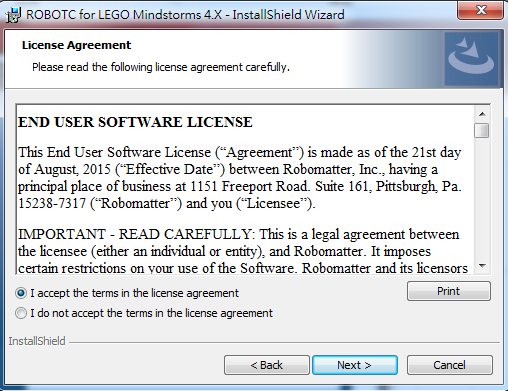 ROBOTC for LEGO Mindstorms 4.X - InstallShield Wizard
License Agreement
Please read the following license agreement carefully.
END USER SOFTWARE LICENSE
This End User Software License (“Agreement”) is made as of the 21st day
of August, 2015 (“Effective Date”) between Robomatter, Inc., having a
principal place of business at 1151 Freeport Road. Suite 161, Pittsburgh, Pa.
15238-7317 (“Robomatter”) and you (“Licensee”).
IMPORTANT - READ CAREFULLY: This is a legal agreement between
the licensee (either an individual or entity), and Robomatter. It imposes
certain restrictions on your use of the Software. Robomatter and its licensors
I accept the terms in the license agreement
Print
I do not accept the terms in the license agreement
InstallShield
< Back
Next >
Cancel